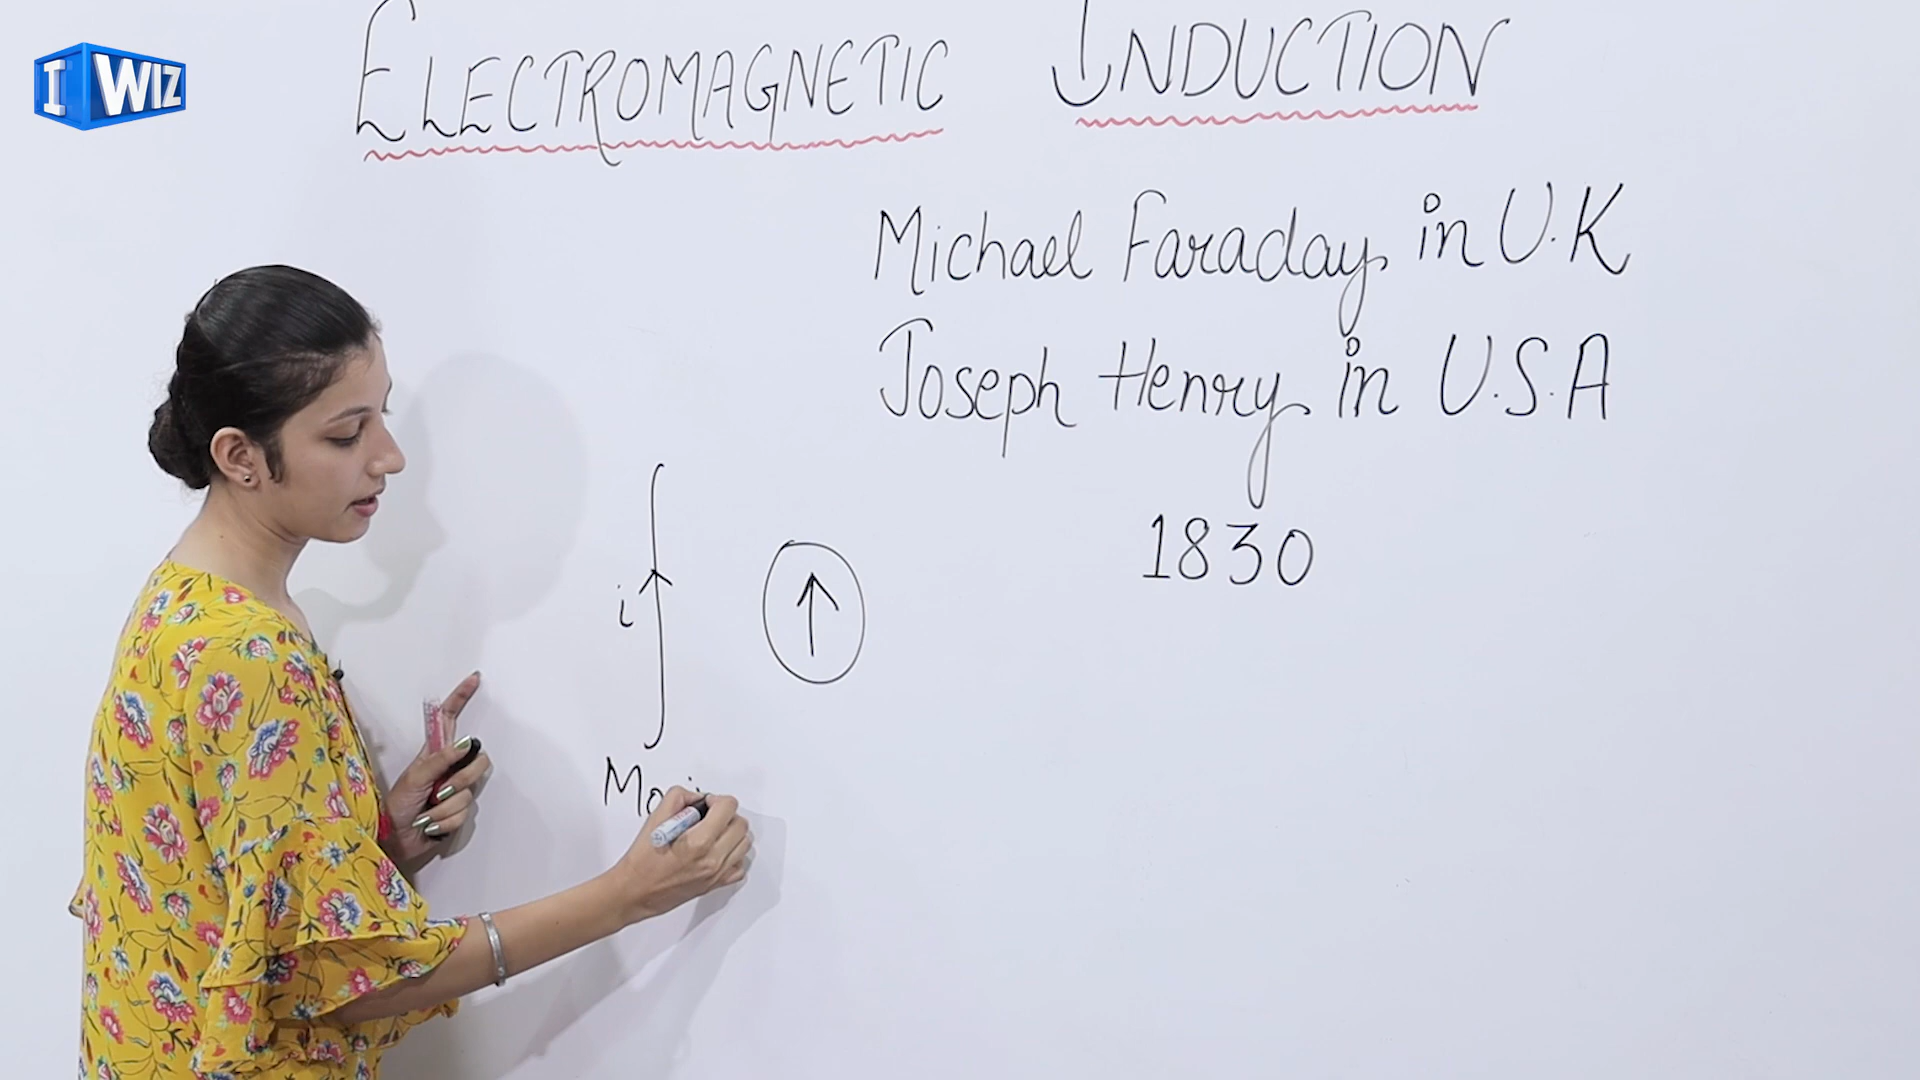 I WIZ
ELECTROMAGNETIC INDUCTION
Michael Faraday in U.K
Joseph Henry in U.S.A
1830
i